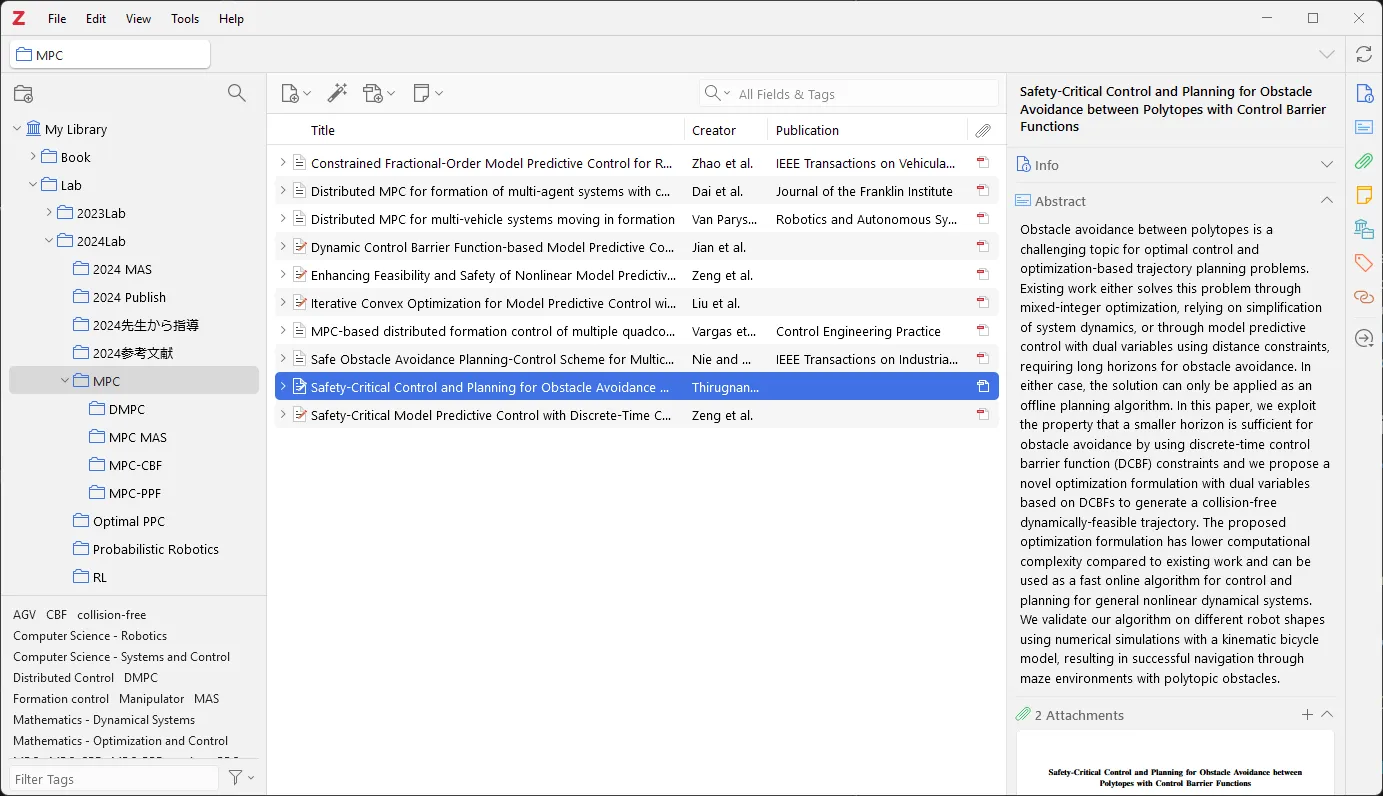 Z File Edit View Tools Help
MPC
My Library
Book
Lab
2023Lab
2024Lab
2024 MAS
2024 Publish
2024先生から指導
2024参考文献
MPC
DMPC
MPC MAS
MPC-CBF
MPC-PPF
Optimal PPC
Probabilistic Robotics
RL
AGV CBF collision-free
Computer Science - Robotics
Computer Science - Systems and Control
Distributed Control DMPC
Formation control Manipulator MAS
Mathematics - Dynamical Systems
Mathematics - Optimization and Control
Filter Tags
All Fields & Tags
Title Creator Publication
Constrained Fractional-Order Model Predictive Control for R... Zhao et al. IEEE Transactions on Vehicula...
Distributed MPC for formation of multi-agent systems with c... Dai et al. Journal of the Franklin Institute
Distributed MPC for multi-vehicle systems moving in formation Van Parys... Robotics and Autonomous Sy...
Dynamic Control Barrier Function-based Model Predictive Co... Jian et al.
Enhancing Feasibility and Safety of Nonlinear Model Predictiv... Zeng et al.
Iterative Convex Optimization for Model Predictive Control wi... Liu et al.
MPC-based distributed formation control of multiple quadco... Vargas et... Control Engineering Practice
Safe Obstacle Avoidance Planning-Control Scheme for Multic... Nie and ... IEEE Transactions on Industria...
Safety-Critical Control and Planning for Obstacle Avoidance ... Thirugnan...
Safety-Critical Model Predictive Control with Discrete-Time C... Zeng et al.
Safety-Critical Control and Planning for Obstacle
Avoidance between Polytopes with Control Barrier
Functions
Info
Abstract
Obstacle avoidance between polytopes is a
challenging topic for optimal control and
optimization-based trajectory planning problems.
Existing work either solves this problem through
mixed-integer optimization, relying on simplification
of system dynamics, or through model predictive
control with dual variables using distance constraints,
requiring long horizons for obstacle avoidance. In
either case, the solution can only be applied as an
offline planning algorithm. In this paper, we exploit
the property that a smaller horizon is sufficient for
obstacle avoidance by using discrete-time control
barrier function (DCBF) constraints and we propose a
novel optimization formulation with dual variables
based on DCBFs to generate a collision-free
dynamically-feasible trajectory. The proposed
optimization formulation has lower computational
complexity compared to existing work and can be
used as a fast online algorithm for control and
planning for general nonlinear dynamical systems.
We validate our algorithm on different robot shapes
using numerical simulations with a kinematic bicycle
model, resulting in successful navigation through
maze environments with polytopic obstacles.
2 Attachments
Safety-Critical Control and Planning for Obstacle Avoidance between
Polytopes with Control Barrier Functions